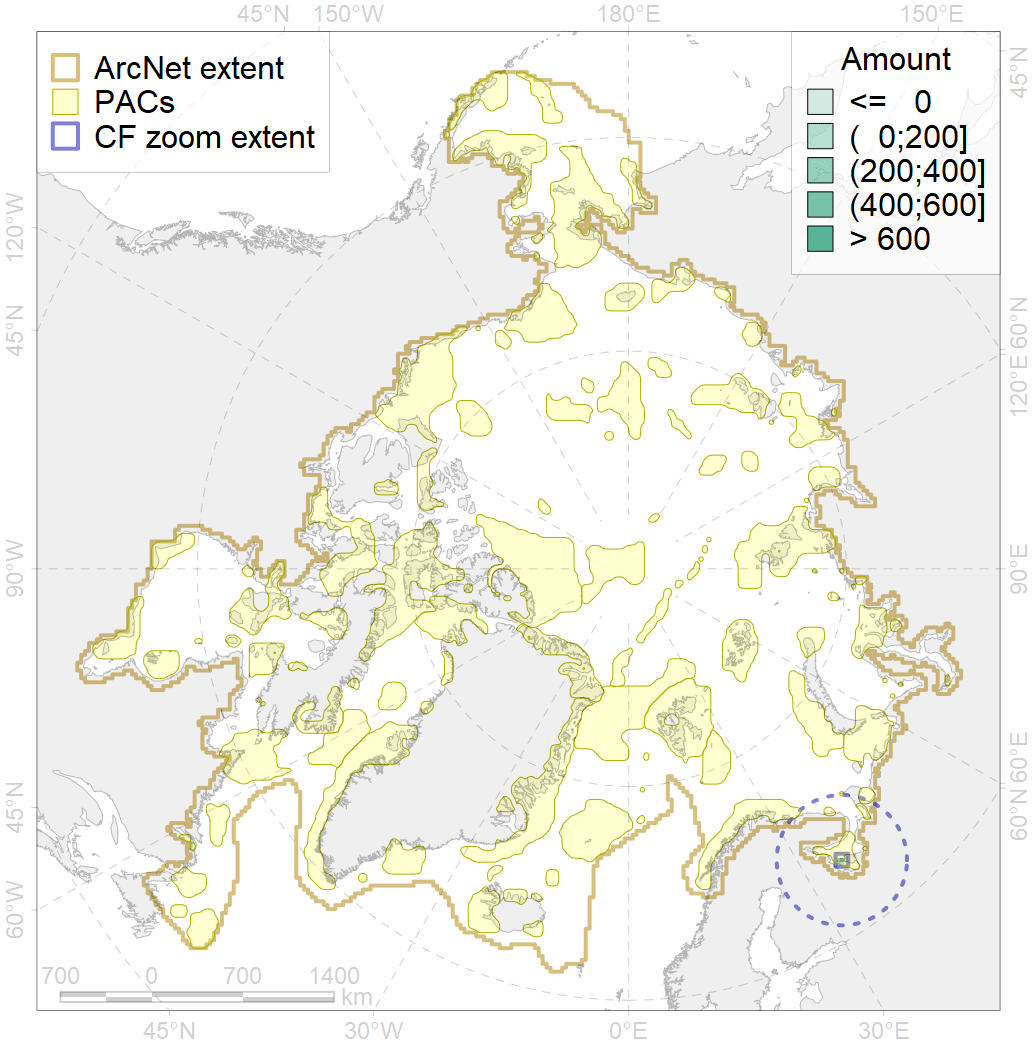 45°N 150°W 180°E 150°E
ArcNet extent
PACs
CF zoom extent
Amount
<= 0
( 0;200]
(200;400]
(400;600]
> 600
45°N
120°W
45°N
60°N
120°E
90°W
90°E
45°N
60°E
60°N
60°W
700 0 700 1400
km
45°N 30°W 0°E 30°E